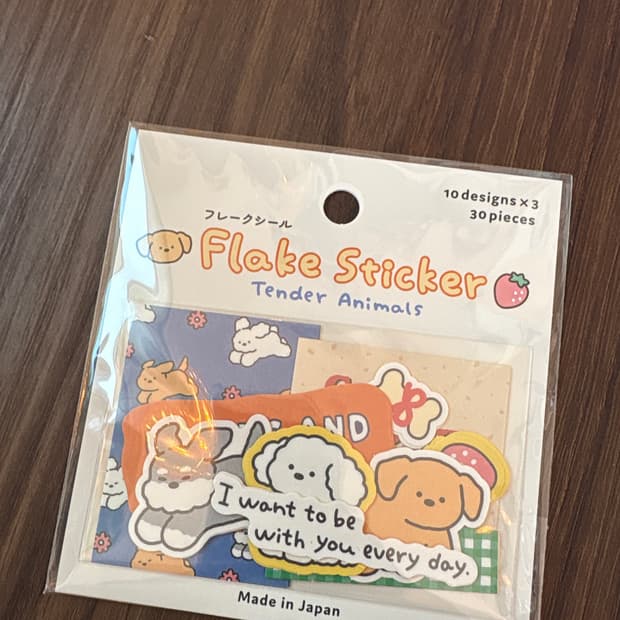 10 designs×3
30 pieces
フレークシール
Flake Sticker
Tender Animals
I want to be
with you every day.
Made in Japan